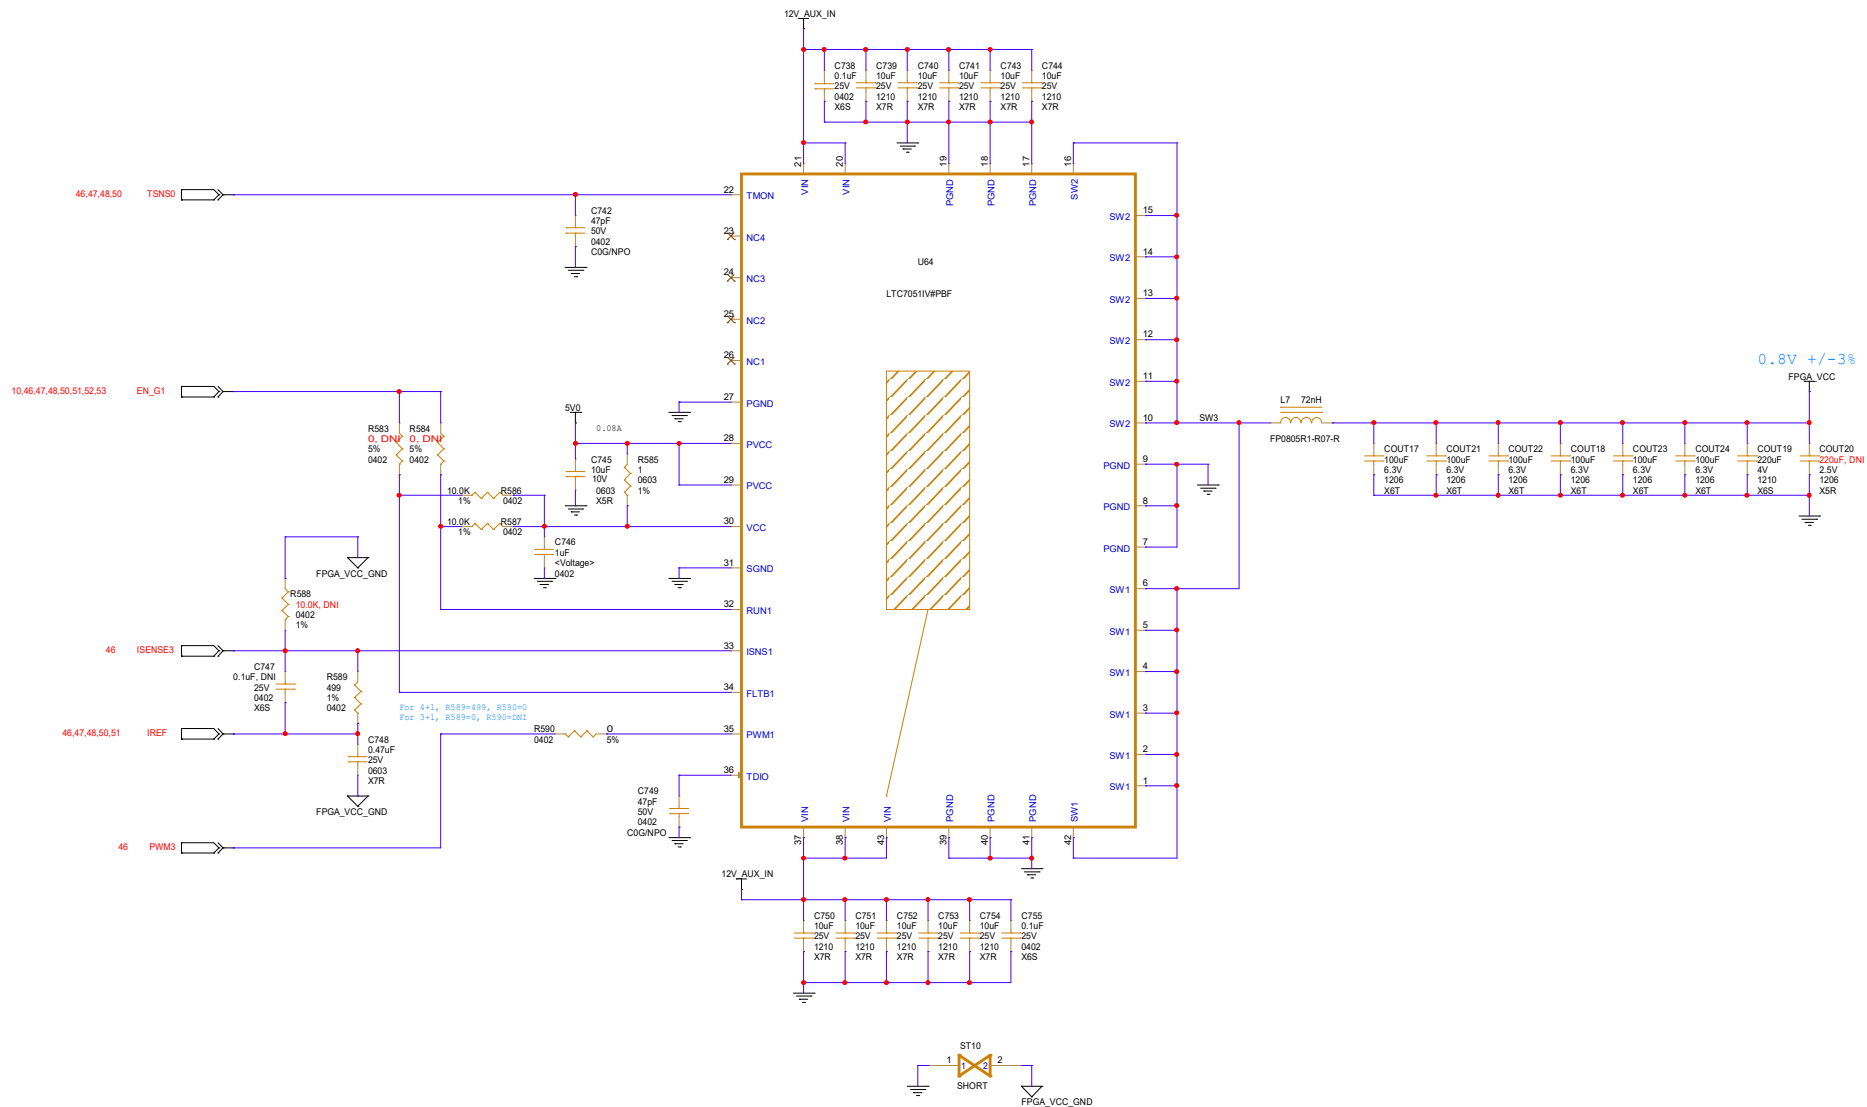 12V_AUX_IN
C738
0.1uF
25V
0402
X6S
C739
10uF
25V
1210
X7R
C740
10uF
25V
1210
X7R
C741
10uF
25V
1210
X7R
C743
10uF
25V
1210
X7R
C744
10uF
25V
1210
X7R
21
20
19
18
17
16
VIN
VIN
PGND
PGND
PGND
SW2
46,47,48,50 TSNS0
22 TMON
C742
47pF
50V
0402
C0G/NPO
23 NC4
24 NC3
25 NC2
26 NC1
U64
LTC7051IV#PBF
SW2 15
SW2 14
SW2 13
SW2 12
SW2 11
SW2 10
PGND 9
PGND 8
PGND 7
SW1 6
SW1 5
SW1 4
SW1 3
SW1 2
SW1 1
10,46,47,48,50,51,52,53 EN_G1
27 PGND
28 PVCC
29 PVCC
30 VCC
31 SGND
32 RUN1
33 ISNS1
34 FLTB1
35 PWM1
36 TDIO
R583
0, DNI
5%
0402
R584
0, DNI
5%
0402
5V0
0.08A
C745
10uF
10V
0603
X5R
R585
1
0603
1%
10.0K R586
1% 0402
10.0K R587
1% 0402
C746
1uF
<Voltage>
0402
FPGA_VCC_GND
R588
10.0K, DNI
0402
1%
46 ISENSE3
C747
0.1uF, DNI
25V
0402
X6S
R589
499
1%
0402
For 4+1, R589=499, R590=0
For 3+1, R589=0, R590=DNI
46,47,48,50,51 IREF
C748
0.47uF
25V
0603
X7R
FPGA_VCC_GND
R590 0
0402 5%
C749
47pF
50V
0402
C0G/NPO
46 PWM3
SW3
L7 72nH
FP0805R1-R07-R
0.8V +/-3%
FPGA_VCC
COUT17
100uF
6.3V
1206
X6T
COUT21
100uF
6.3V
1206
X6T
COUT22
100uF
6.3V
1206
X6T
COUT18
100uF
6.3V
1206
X6T
COUT23
100uF
6.3V
1206
X6T
COUT24
100uF
6.3V
1206
X6T
COUT19
220uF
4V
1210
X6S
COUT20
220uF, DNI
2.5V
1206
X5R
VIN
VIN
VIN
PGND
PGND
PGND
SW1
37
38
43
39
40
41
42
12V_AUX_IN
C750
10uF
25V
1210
X7R
C751
10uF
25V
1210
X7R
C752
10uF
25V
1210
X7R
C753
10uF
25V
1210
X7R
C754
10uF
25V
1210
X7R
C755
0.1uF
25V
0402
X6S
ST10
1 1 2 2
SHORT
FPGA_VCC_GND